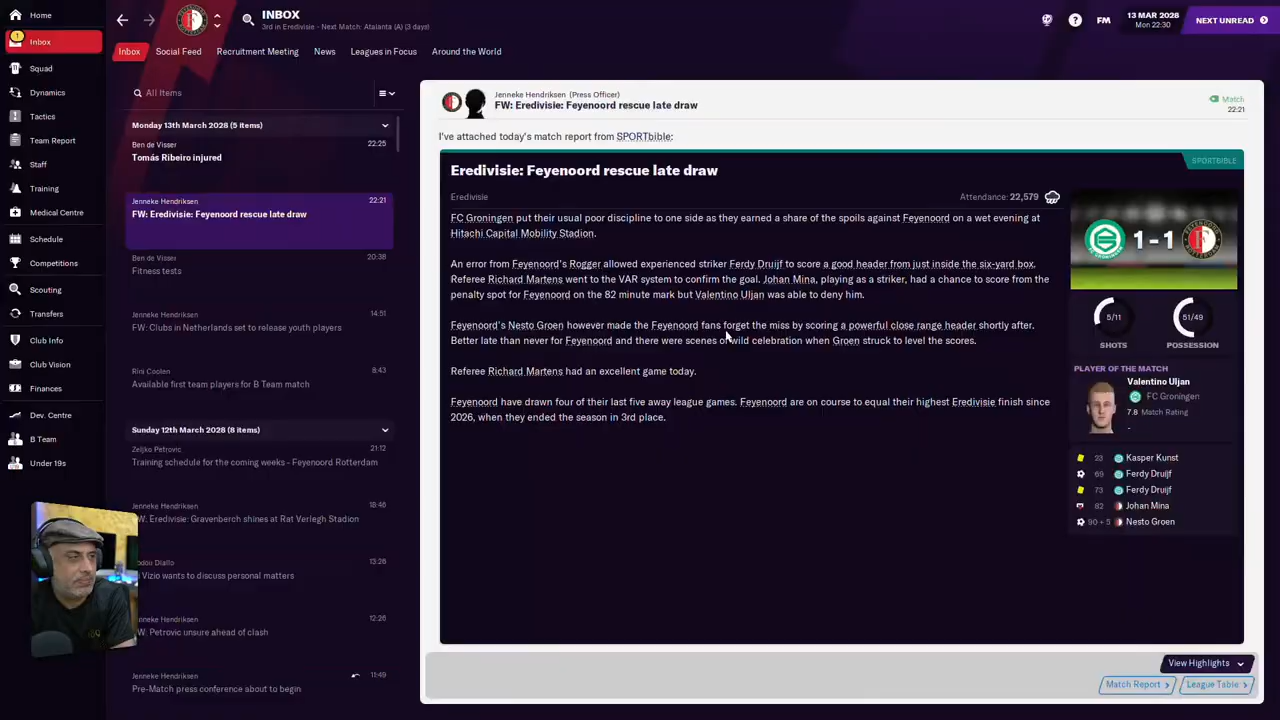 Home
INBOX
3rd in Eredivisie - Next Match: Atalanta (A) (3 days)
FM
13 MAR 2028
Mon 22:30
NEXT UNREAD
1
Inbox
Squad
Dynamics
Tactics
Team Report
Staff
Training
Medical Centre
Schedule
Competitions
Scouting
Transfers
Club Info
Club Vision
Finances
Dev. Centre
B Team
Under 19s
Inbox
Social Feed
Recruitment Meeting
News
Leagues in Focus
Around the World
All Items
Monday 13th March 2028 (5 items)
Ben de Visser 22:25
Tomás Ribeiro injured
Jenneke Hendriksen 22:21
FW: Eredivisie: Feyenoord rescue late draw
Ben de Visser 20:38
Fitness tests
Jenneke Hendriksen 14:51
FW: Clubs in Netherlands set to release youth players
Rini Coolen 8:43
Available first team players for B Team match
Sunday 12th March 2028 (8 items)
Zeljko Petrovic 21:12
Training schedule for the coming weeks - Feyenoord Rotterdam
Jenneke Hendriksen 18:46
W: Eredivisie: Gravenberch shines at Rat Verlegh Stadion
Diallo 13:26
Vizio wants to discuss personal matters
nneke Hendriksen 12:26
W: Petrovic unsure ahead of clash
Jenneke Hendriksen 11:49
Pre-Match press conference about to begin
Jenneke Hendriksen (Press Officer)
FW: Eredivisie: Feyenoord rescue late draw
Match
22:21
I've attached today's match report from SPORTbible:
SPORTBIBLE
Eredivisie: Feyenoord rescue late draw
Eredivisie
Attendance: 22,579
FC Groningen put their usual poor discipline to one side as they earned a share of the spoils against Feyenoord on a wet evening at
Hitachi Capital Mobility Stadion.
An error from Feyenoord's Rogger allowed experienced striker Ferdy Druijf to score a good header from just inside the six-yard box.
Referee Richard Martens went to the VAR system to confirm the goal. Johan Mina, playing as a striker, had a chance to score from the
penalty spot for Feyenoord on the 82 minute mark but Valentino Uljan was able to deny him.
Feyenoord's Nesto Groen however made the Feyenoord fans forget the miss by scoring a powerful close range header shortly after.
Better late than never for Feyenoord and there were scenes of wild celebration when Groen struck to level the scores.
Referee Richard Martens had an excellent game today.
Feyenoord have drawn four of their last five away league games. Feyenoord are on course to equal their highest Eredivisie finish since
2026, when they ended the season in 3rd place.
1 - 1
5/11
SHOTS
51/49
POSSESSION
PLAYER OF THE MATCH
Valentino Uljan
FC Groningen
7.8 Match Rating
-
23 Kasper Kunst
69 Ferdy Druijf
73 Ferdy Druijf
82 Johan Mina
90 + 5 Nesto Groen
View Highlights
Match Report
League Table